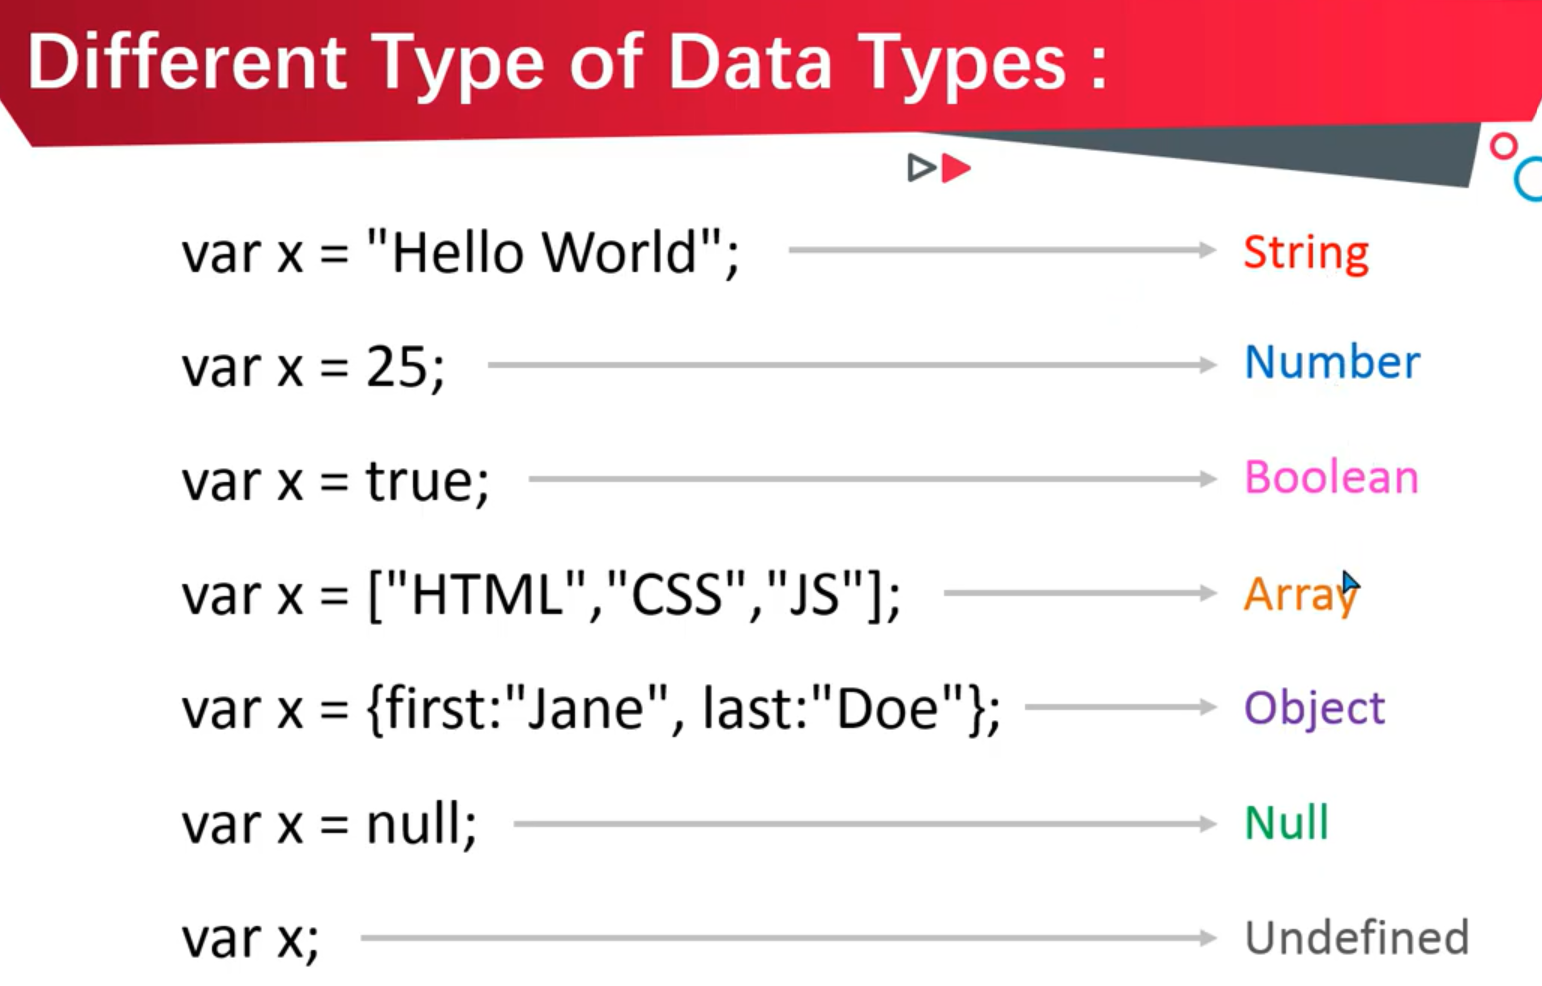 Different Type of Data Types :
var x = "Hello World"; String
var x = 25; Number
var x = true; Boolean
var x = ["HTML","CSS","JS"]; Array
var x = {first:"Jane", last:"Doe"}; Object
var x = null; Null
var x; Undefined